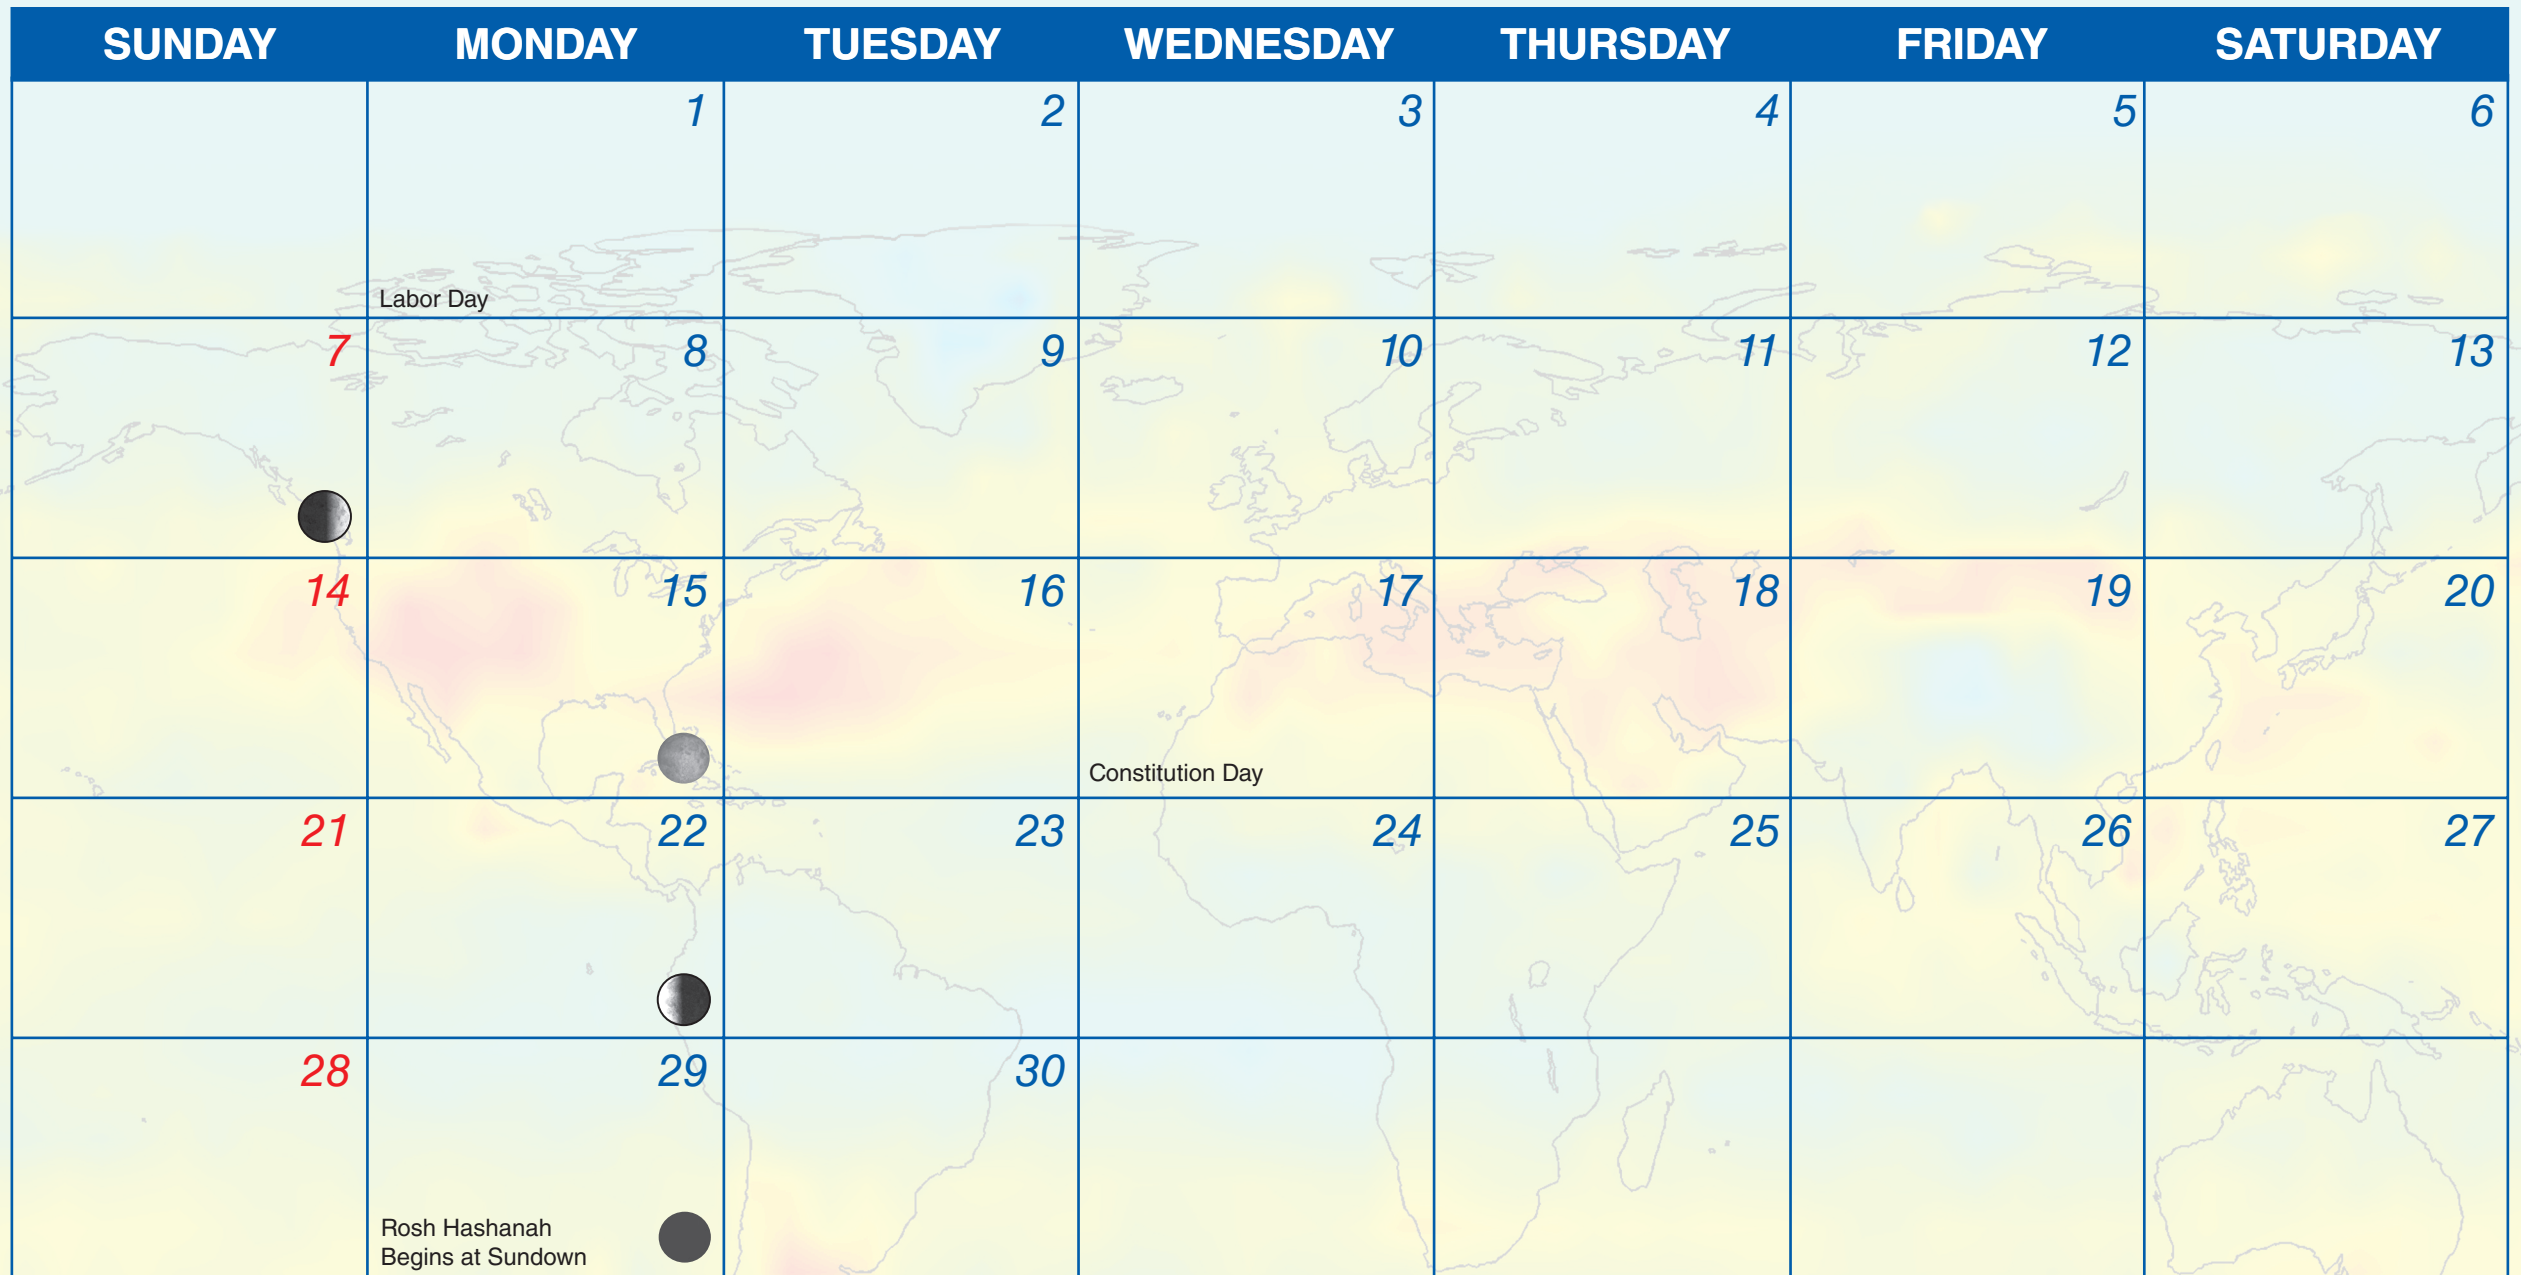 SUNDAY MONDAY TUESDAY WEDNESDAY THURSDAY FRIDAY SATURDAY
1 2 3 4 5 6
Labor Day
7 8 9 10 11 12 13
14 15 16 17 18 19 20
Constitution Day
21 22 23 24 25 26 27
28 29 30
Rosh Hashanah
Begins at Sundown